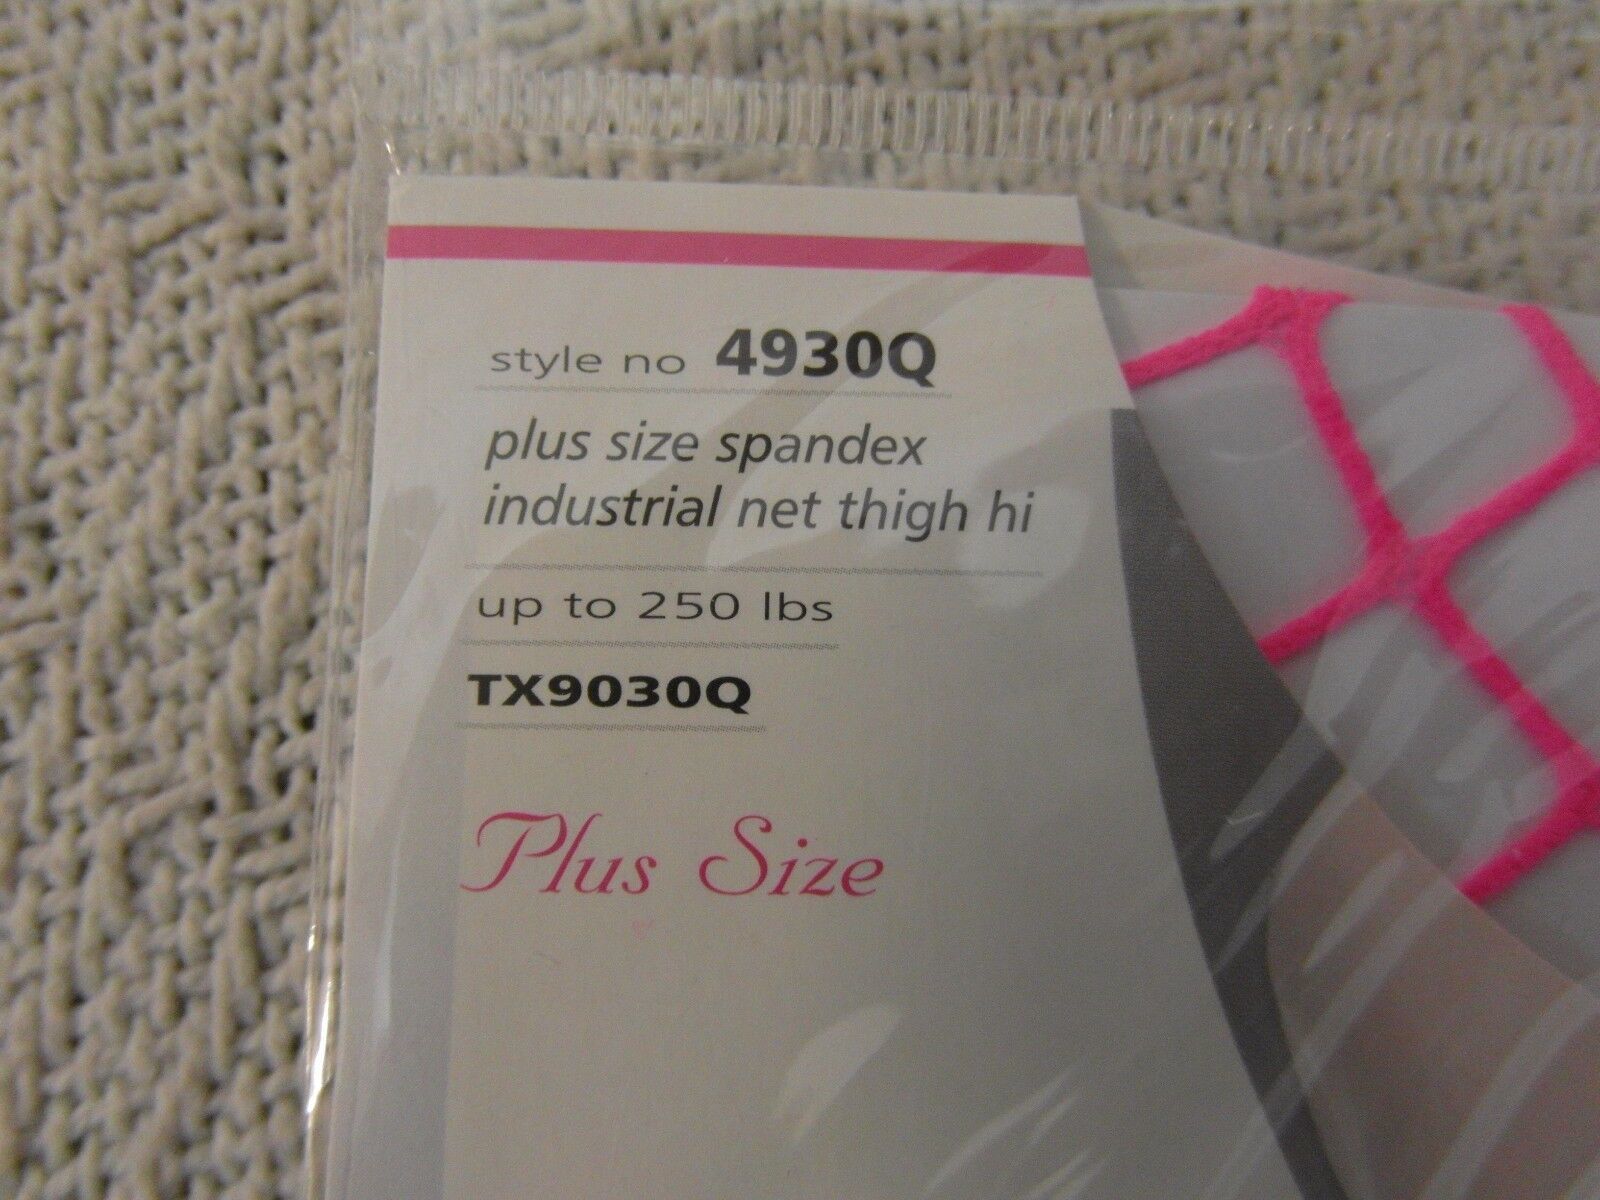 style no 4930Q
plus size spandex
industrial net thigh hi
up to 250 lbs
TX9030Q
Plus Size